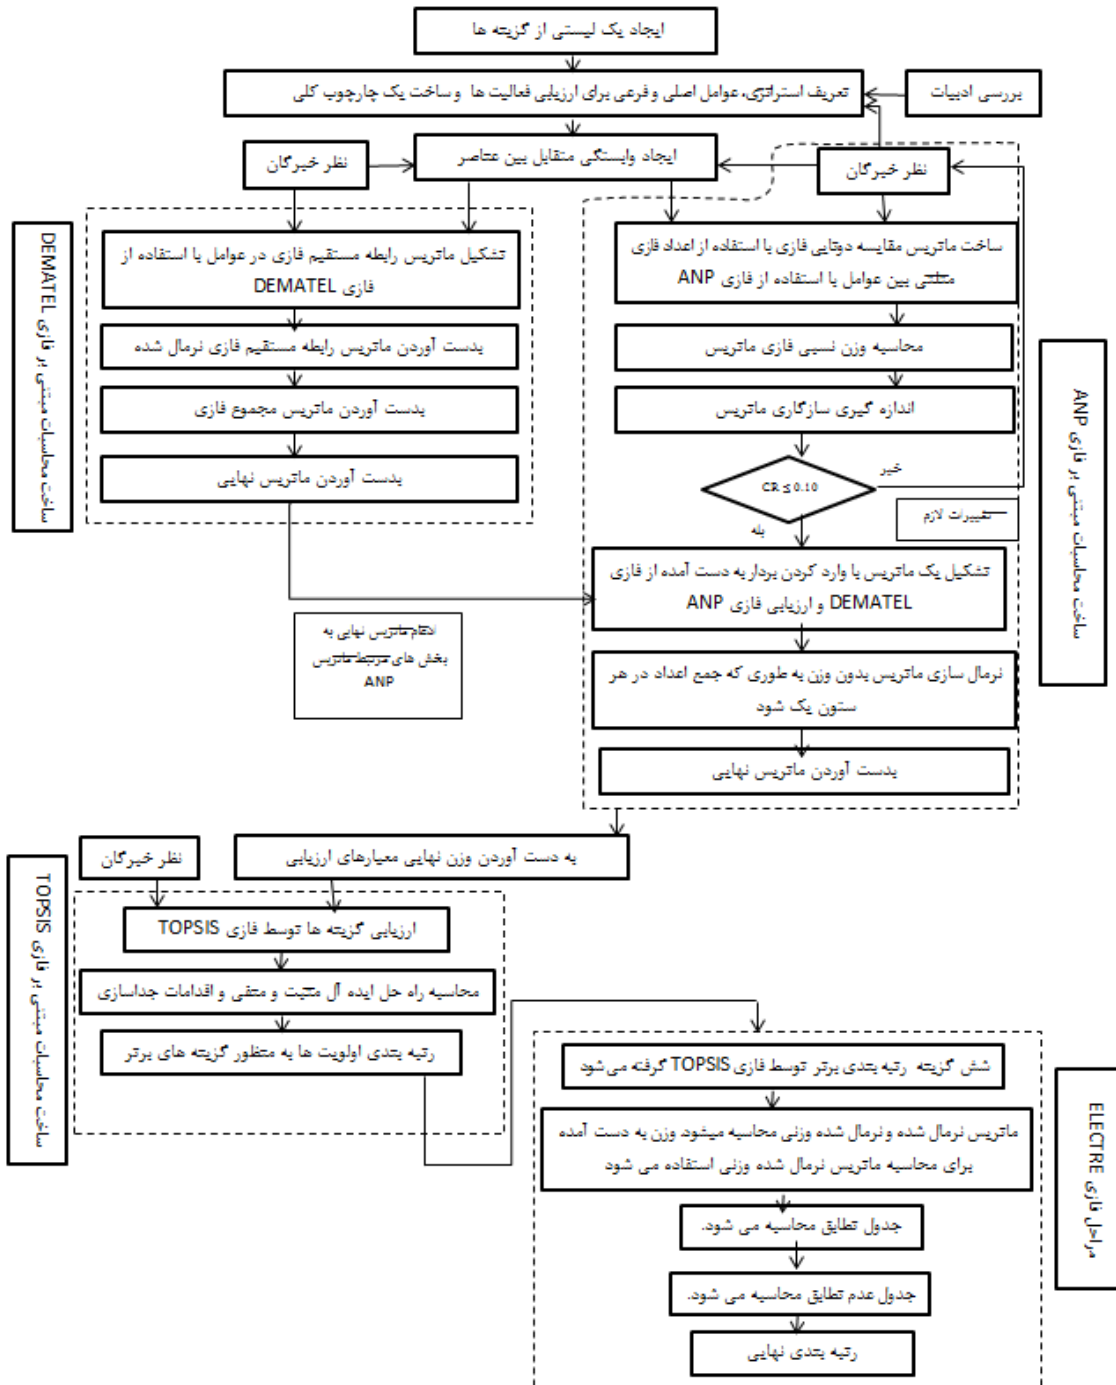 ایجاد یک لیستی از گزینه ها
تعریف استراتژی، عوامل اصلی و فرعی برای ارزیابی فعالیت ها و ساخت یک چارچوب کلی
بررسی ادبیات
ایجاد وابستگی متقابل بین عناصر
نظر خبرگان
نظر خبرگان
ساخت محاسبات مبتنی بر فازی DEMATEL
تشکیل ماتریس رابطه مستقیم فازی در عوامل با استفاده از
فازی DEMATEL
بدست آوردن ماتریس رابطه مستقیم فازی نرمال شده
بدست آوردن ماتریس مجموع فازی
بدست آوردن ماتریس نهایی
ساخت محاسبات مبتنی بر فازی ANP
ساخت ماتریس مقایسه دوتایی فازی با استفاده از اعداد فازی
مثلثی بین عوامل با استفاده از فازی ANP
محاسبه وزن نسبی فازی ماتریس
اندازه گیری سازگاری ماتریس
CR ≤ 0.10
خیر
تغییرات لازم
بله
تشکیل یک ماتریس با وارد کردن بردار به دست آمده از فازی
DEMATEL و ارزیابی فازی ANP
ادغام ماتریس نهایی به
بخش های مرتبط ماتریس
ANP
نرمال سازی ماتریس بدون وزن به طوری که جمع اعداد در هر
ستون یک شود
بدست آوردن ماتریس نهایی
به دست آوردن وزن نهایی معیارهای ارزیابی
نظر خبرگان
ساخت محاسبات مبتنی بر فازی TOPSIS
ارزیابی گزینه ها توسط فازی TOPSIS
محاسبه راه حل ایده آل مثبت و منفی و اقدامات جداسازی
رتبه بندی اولویت ها به منظور گزینه های برتر
مراحل فازی ELECTRE
شش گزینه رتبه بندی برتر توسط فازی TOPSIS گرفته می شود
ماتریس نرمال شده و نرمال شده وزنی محاسبه میشود. وزن به دست آمده
برای محاسبه ماتریس نرمال شده وزنی استفاده می شود
جدول تطابق محاسبه می شود.
جدول عدم تطابق محاسبه می شود.
رتبه بندی نهایی